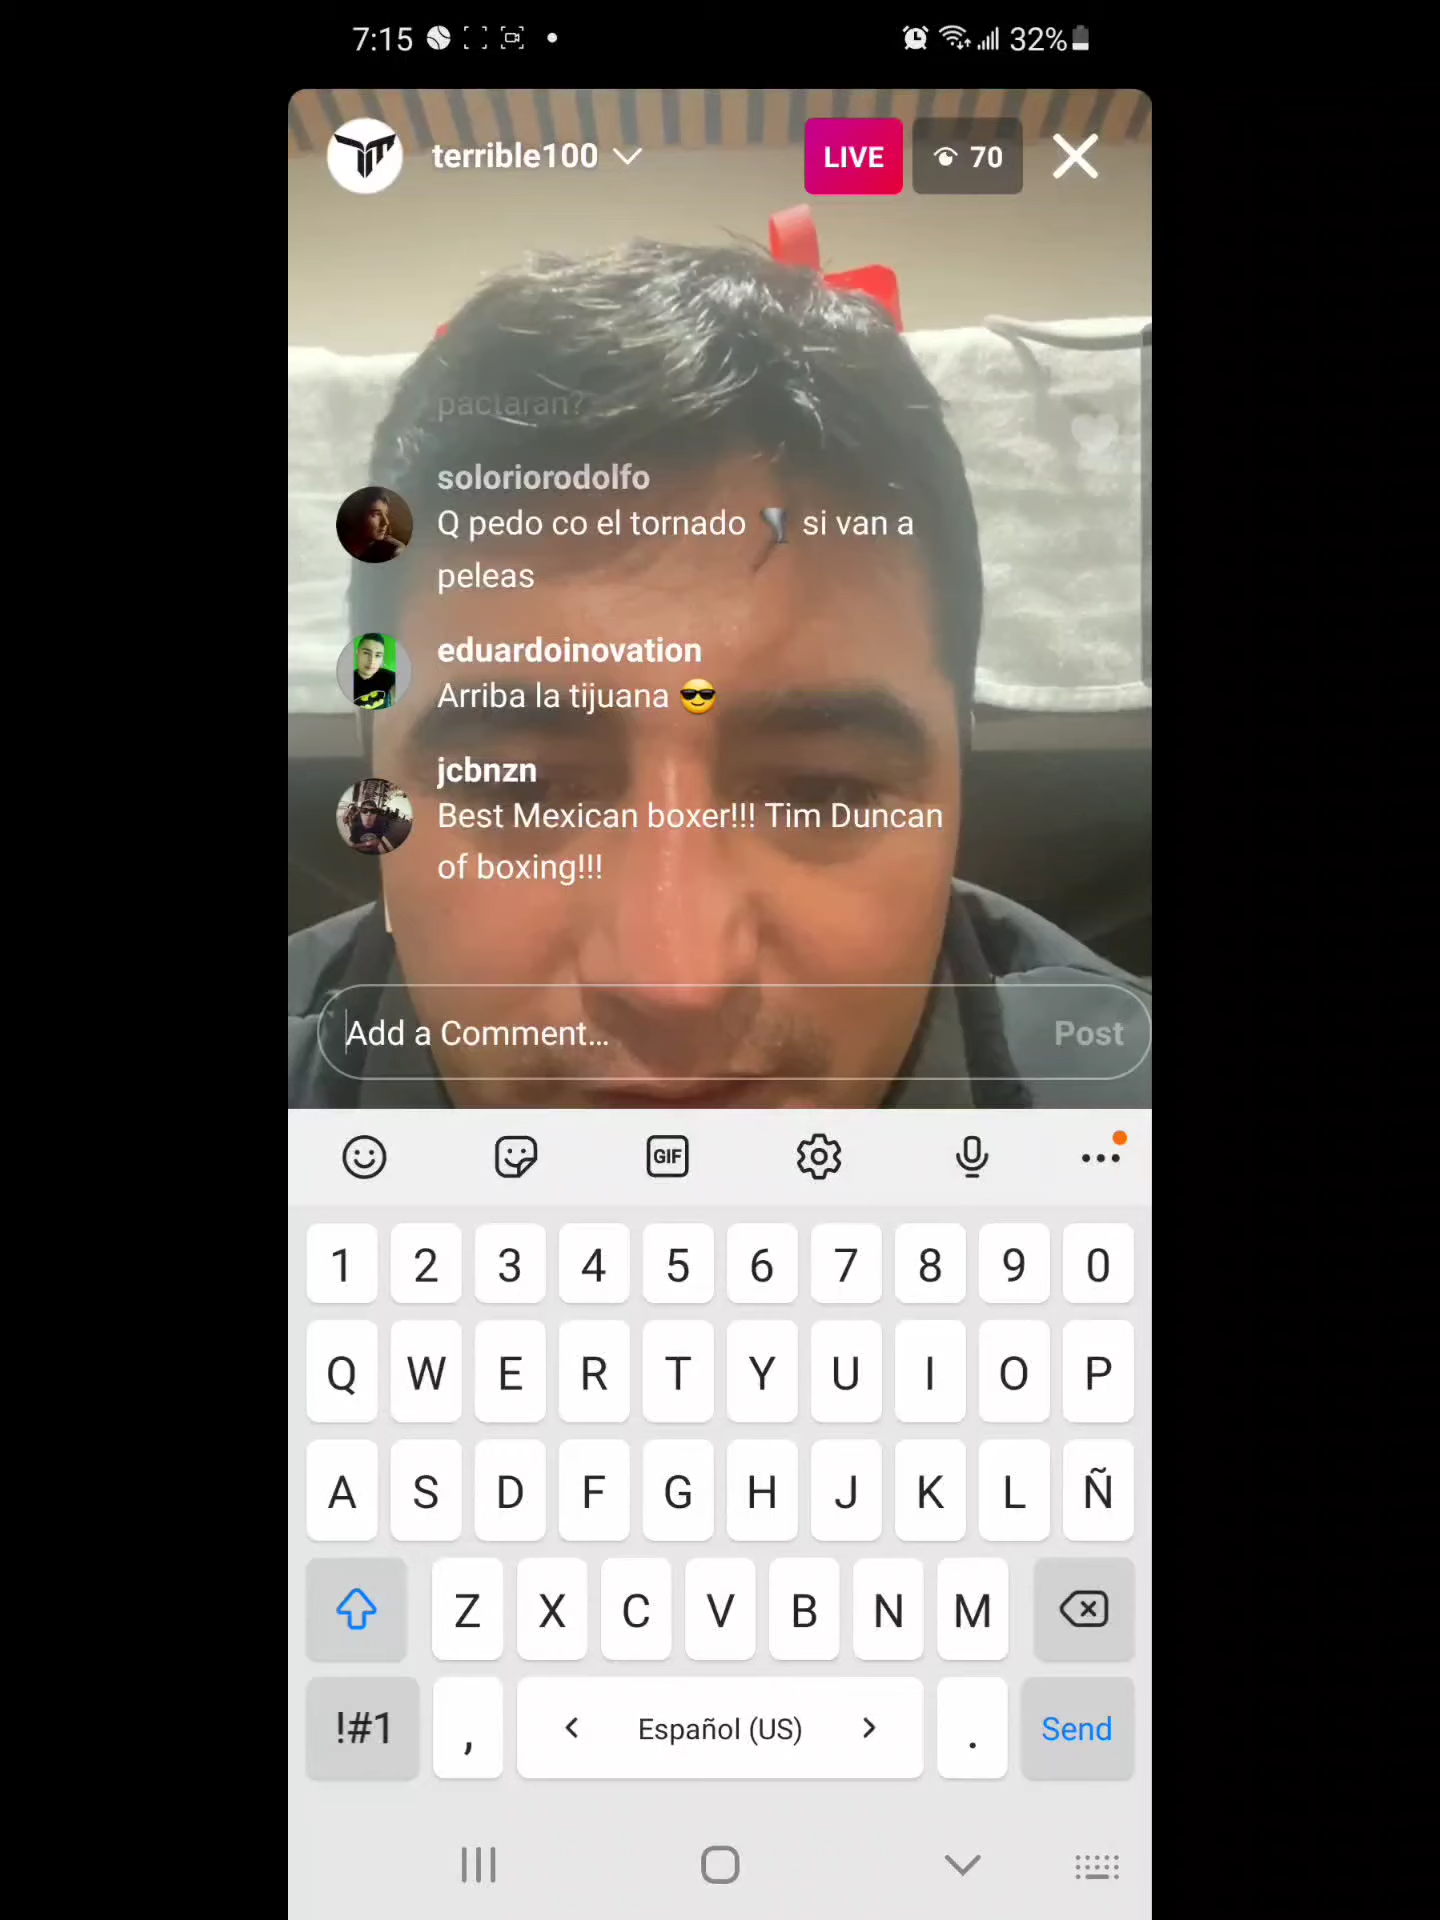 7:15
32%
terrible100
LIVE
70
pactaran?
soloriorodolfo
Q pedo co el tornado 🌪 si van a
peleas
eduardoinovation
Arriba la tijuana 😎
jcbnzn
Best Mexican boxer!!! Tim Duncan
of boxing!!!
Add a Comment...
Post
GIF
1 2 3 4 5 6 7 8 9 0
Q W E R T Y U I O P
A S D F G H J K L Ñ
Z X C V B N M
!#1 , < Español (US) > . Send